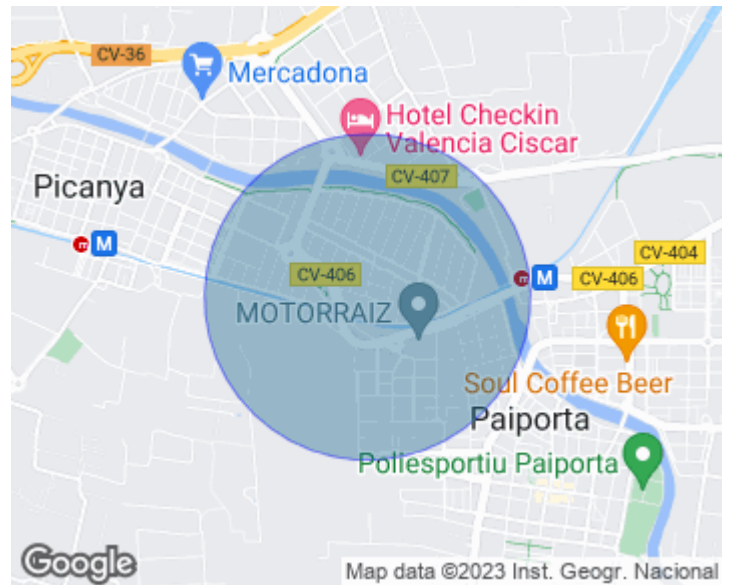 CV-36
Mercadona
Hotel Checkin
Valencia Ciscar
CV-407
Picanya
M
CV-404
CV-406
M
CV-406
MOTORRAIZ
Soul Coffee Beer
Paiporta
Poliesportiu Paiporta
Google
Map data ©2023 Inst. Geogr. Nacional